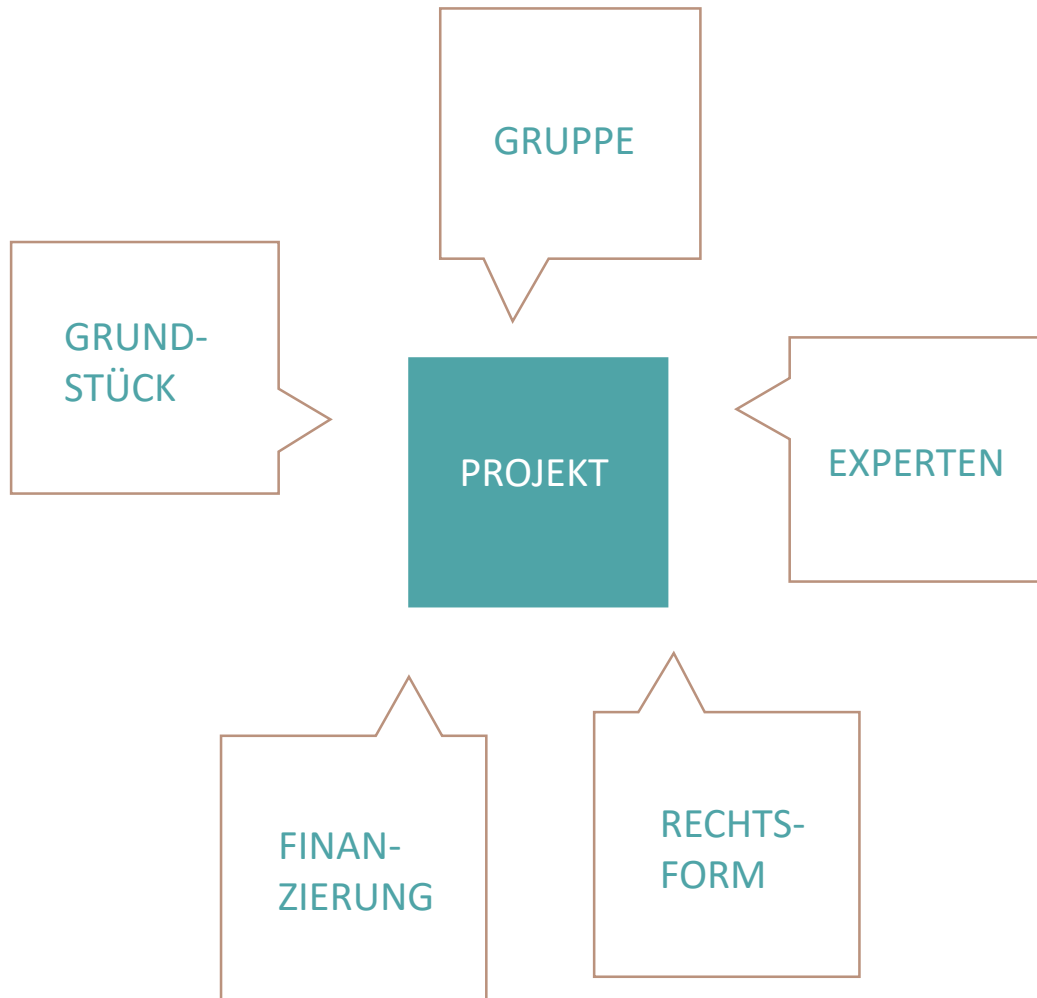 GRUPPE
GRUND-
STÜCK
PROJEKT
EXPERTEN
FINAN-
ZIERUNG
RECHTS-
FORM